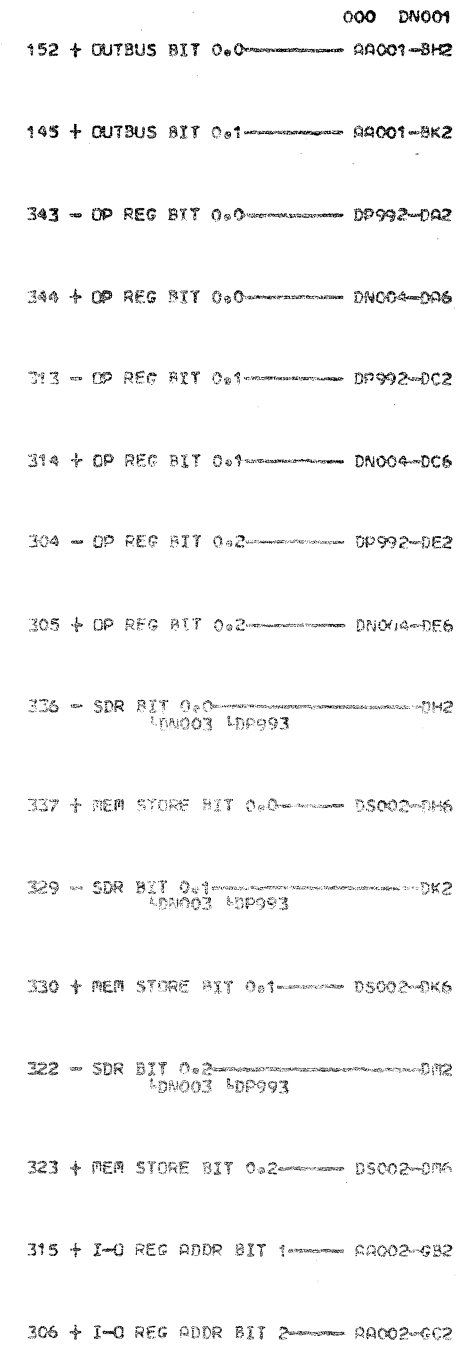 000 DN001
152 + OUTBUS BIT 0.0 AA001-BH2
145 + OUTBUS BIT 0.1 AA001-BK2
343 - OP REG BIT 0.0 DP992-DA2
344 + OP REG BIT 0.0 DN004-DA6
313 - OP REG BIT 0.1 DP992-DC2
314 + OP REG BIT 0.1 DN004-DC6
304 - OP REG BIT 0.2 DP992-DE2
305 + OP REG BIT 0.2 DN004-DE6
336 - SDR BIT 0.0 DH2
└DN003 └DP993
337 + MEM STORE BIT 0.0 DS002-DH6
329 - SDR BIT 0.1 DK2
└DN003 └DP993
330 + MEM STORE BIT 0.1 DS002-DK6
322 - SDR BIT 0.2 DM2
└DN003 └DP993
323 + MEM STORE BIT 0.2 DS002-DM6
315 + I-O REG ADDR BIT 1 AA002-GB2
306 + I-O REG ADDR BIT 2 AA002-GC2